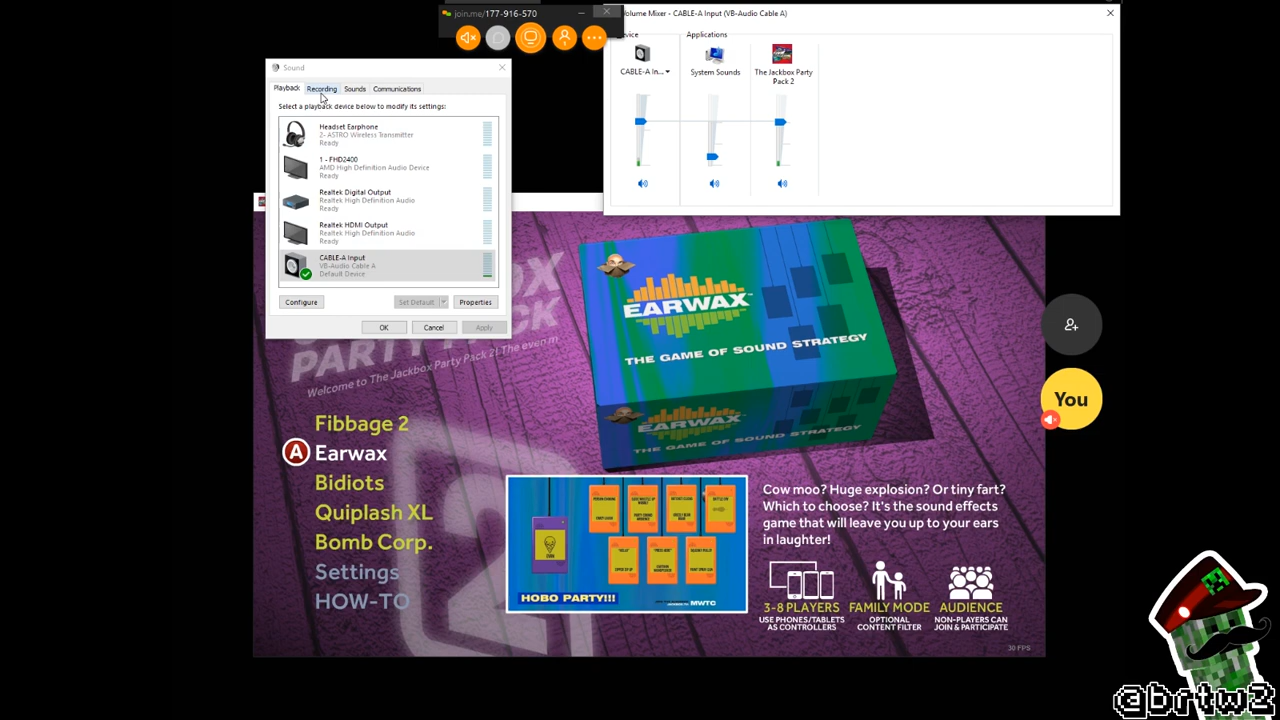 join.me/177-916-570
Volume Mixer - CABLE-A Input (VB-Audio Cable A)
Device
Applications
CABLE-A In...
System Sounds
The Jackbox Party
Pack 2
Sound
Playback
Recording
Sounds
Communications
Select a playback device below to modify its settings:
Headset Earphone
2- ASTRO Wireless Transmitter
Ready
1 - FHD2400
AMD High Definition Audio Device
Ready
Realtek Digital Output
Realtek High Definition Audio
Ready
Realtek HDMI Output
Realtek High Definition Audio
Ready
CABLE-A Input
VB-Audio Cable A
Default Device
Configure
Set Default
Properties
OK
Cancel
Apply
PARTY PACK
Welcome to The Jackbox Party Pack 2! The even m
EARWAX
THE GAME OF SOUND STRATEGY
EARWAX
THE GAME OF SOUND STRATEGY
You
Fibbage 2
A
Earwax
Bidiots
Quiplash XL
Bomb Corp.
Settings
HOW-TO
HOBO PARTY!!!
MWTC
Cow moo? Huge explosion? Or tiny fart?
Which to choose? It's the sound effects
game that will leave you up to your ears
in laughter!
3-8 PLAYERS
USE PHONES/TABLETS
AS CONTROLLERS
FAMILY MODE
OPTIONAL
CONTENT FILTER
AUDIENCE
NON-PLAYERS CAN
JOIN & PARTICIPATE
30 FPS
@brtw2